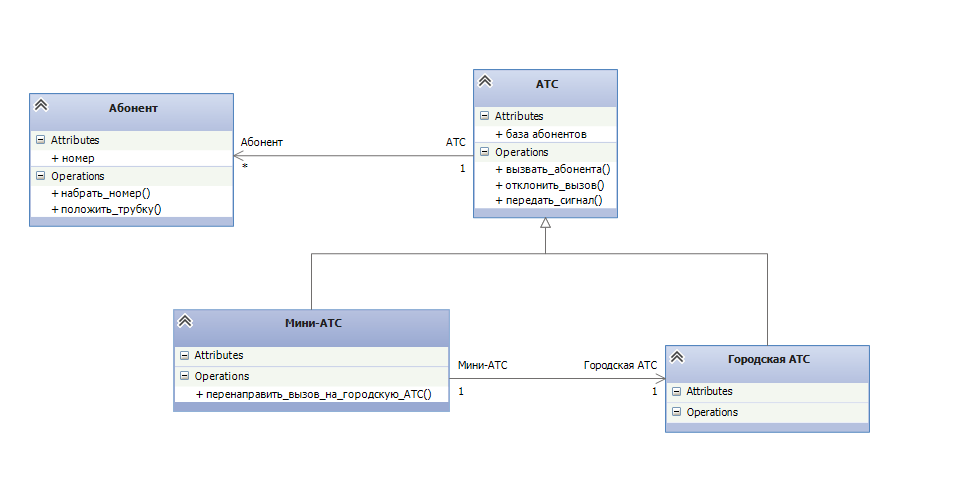 Абонент
Attributes
+ номер
Operations
+ набрать_номер()
+ положить_трубку()
Абонент
*
АТС
1
АТС
Attributes
+ база абонентов
Operations
+ вызвать_абонента()
+ отклонить_вызов()
+ передать_сигнал()
Мини-АТС
Attributes
Operations
+ перенаправить_вызов_на_городскую_АТС()
Мини-АТС
1
Городская АТС
1
Городская АТС
Attributes
Operations